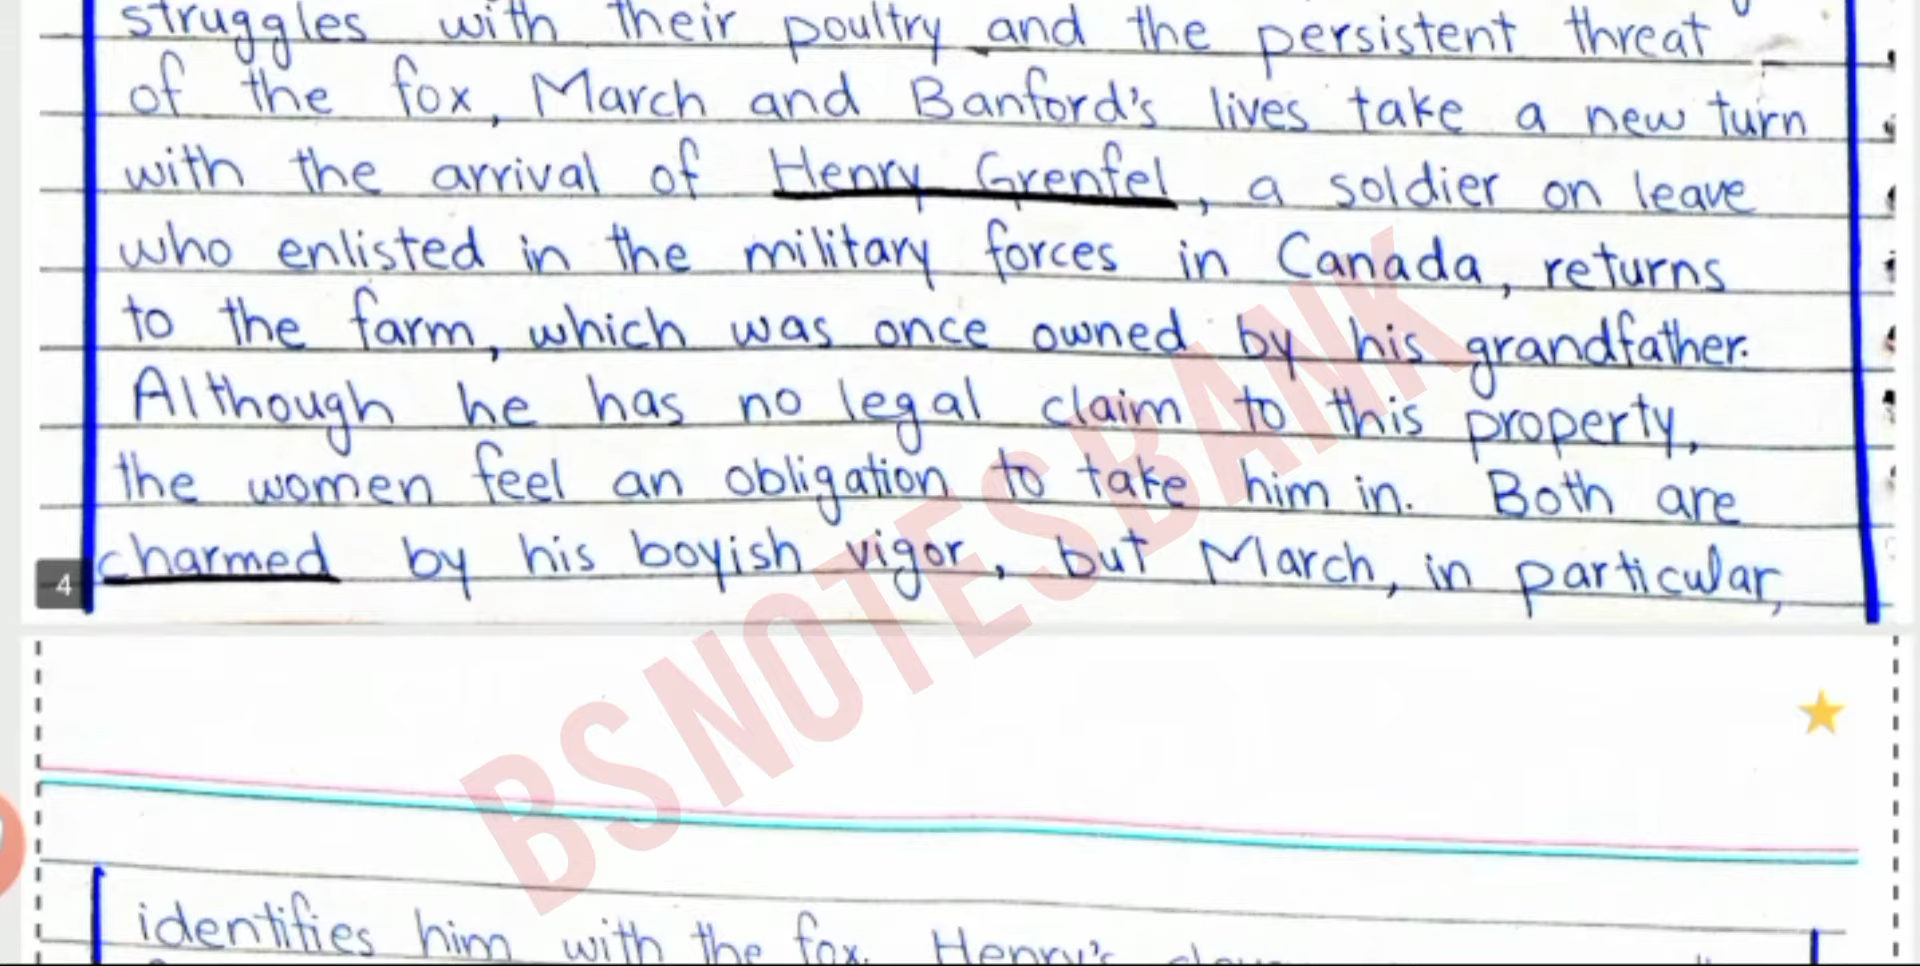 struggles with their poultry and the persistent threat
of the fox, March and Banford's lives take a new turn
with the arrival of Henry Grenfel, a soldier on leave
who enlisted in the military forces in Canada, returns
to the farm, which was once owned by his grandfather.
Although he has no legal claim to this property,
the women feel an obligation to take him in. Both are
charmed by his boyish vigor, but March, in particular,
4
BSNOTESBANK
identifies him with the fox. Henry's